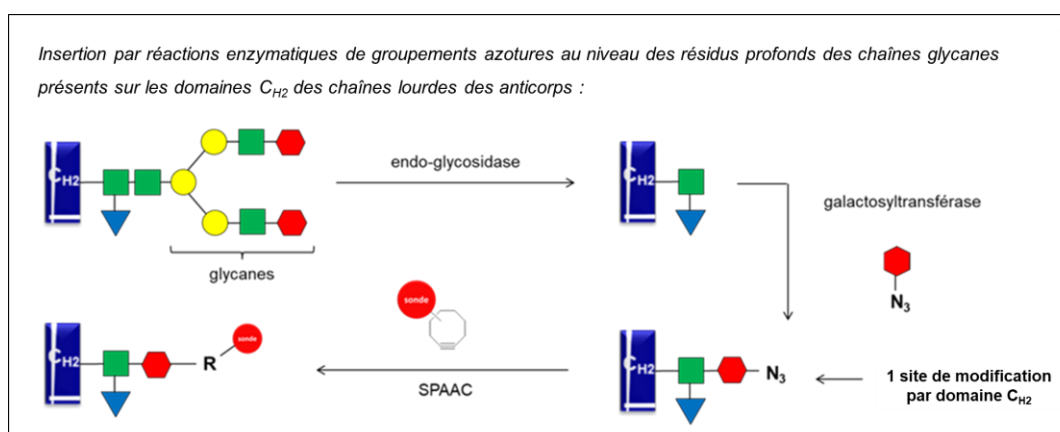 Insertion par réactions enzymatiques de groupements azotures au niveau des résidus profonds des chaînes glycanes
présents sur les domaines CH2 des chaînes lourdes des anticorps :
CH2
glycanes
endo-glycosidase
CH2
galactosyltransférase
N3
CH2
N3
1 site de modification
par domaine CH2
sonde
SPAAC
CH2
R
sonde